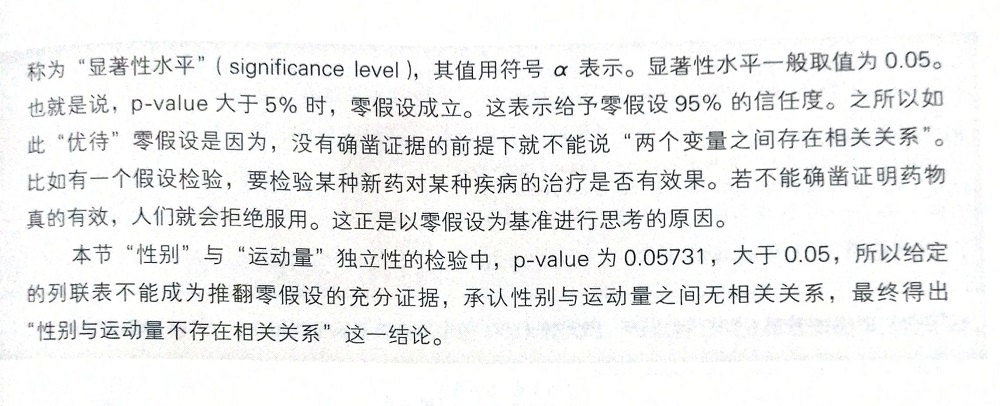 称为“显著性水平”（significance level），其值用符号 α 表示。显著性水平一般取值为 0.05。
也就是说，p-value 大于 5% 时，零假设成立。这表示给予零假设 95% 的信任度。之所以如
此“优待”零假设是因为，没有确凿证据的前提下就不能说“两个变量之间存在相关关系”。
比如有一个假设检验，要检验某种新药对某种疾病的治疗是否有效果。若不能确凿证明药物
真的有效，人们就会拒绝服用。这正是以零假设为基准进行思考的原因。
本节“性别”与“运动量”独立性的检验中，p-value 为 0.05731，大于 0.05，所以给定
的列联表不能成为推翻零假设的充分证据，承认性别与运动量之间无相关关系，最终得出
“性别与运动量不存在相关关系”这一结论。